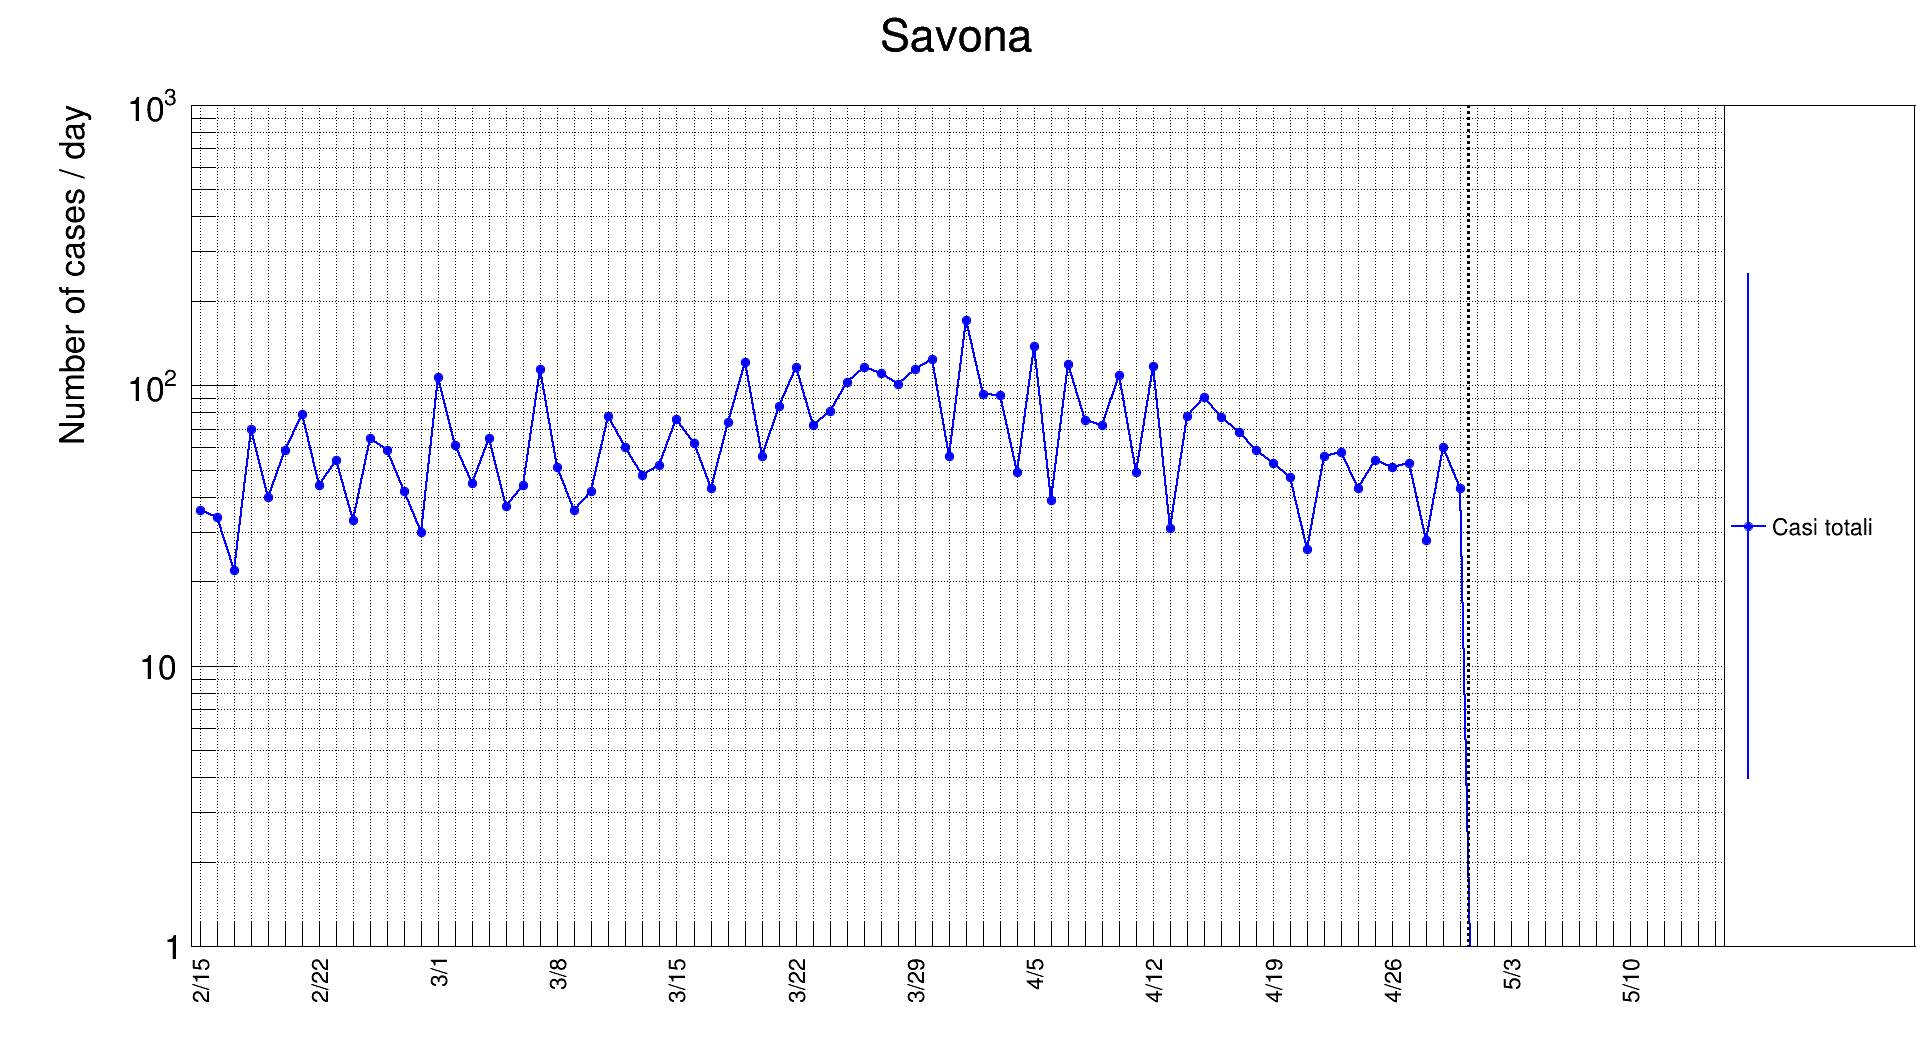 Savona
Number of cases / day
10³
10²
10
1
2/15 2/22 3/1 3/8 3/15 3/22 3/29 4/5 4/12 4/19 4/26 5/3 5/10
Casi totali